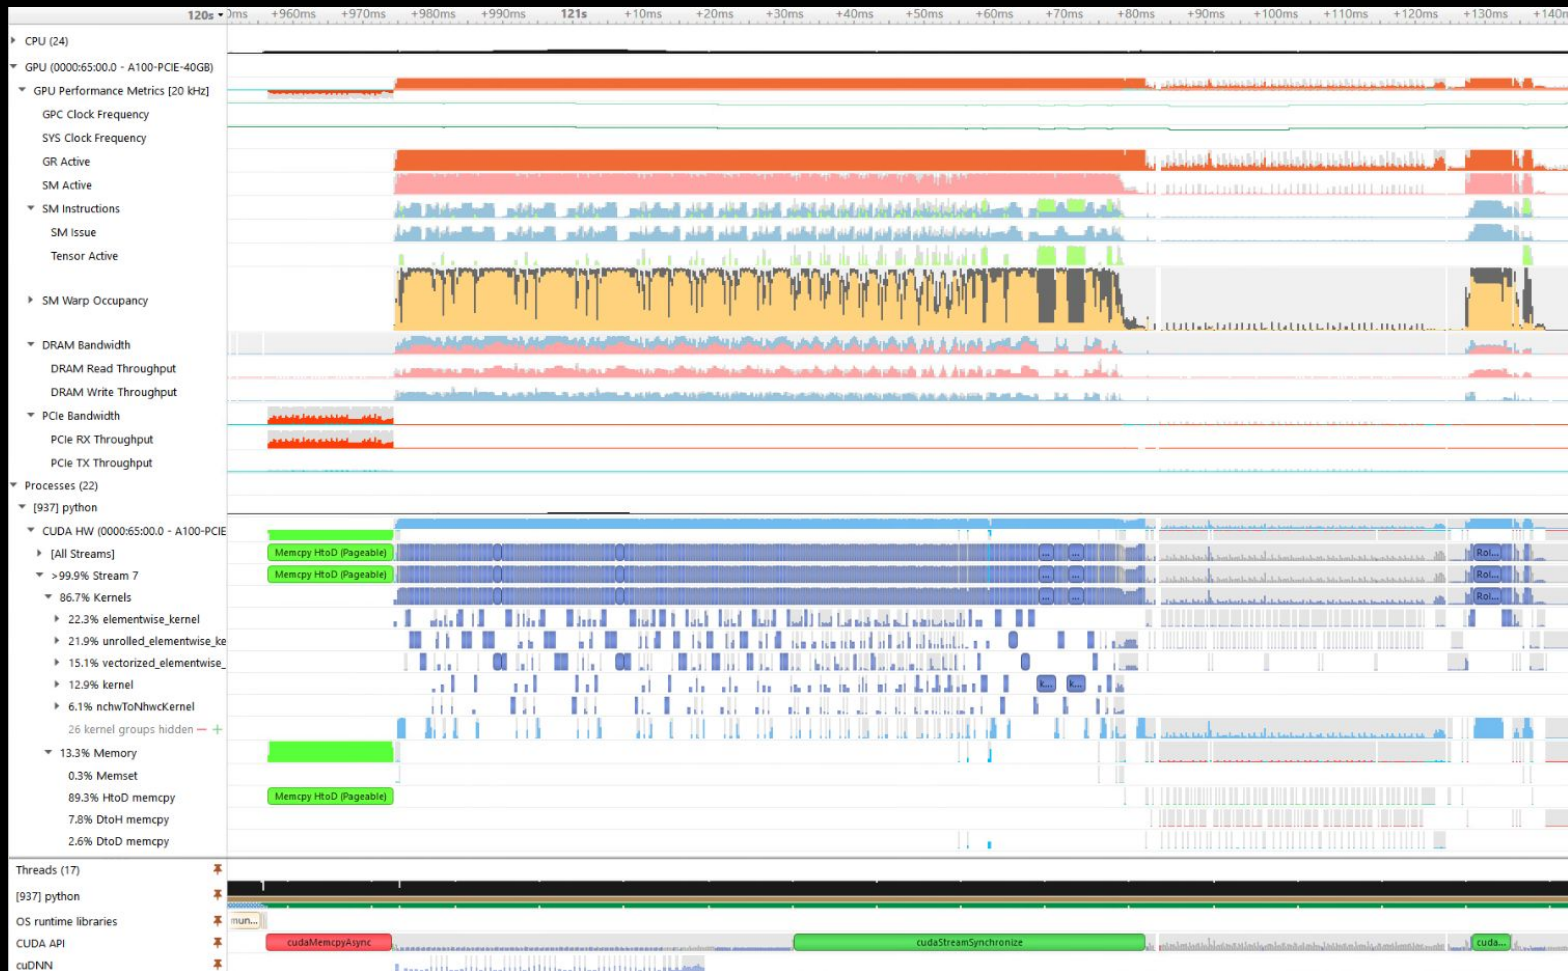 120s 0ms +960ms +970ms +980ms +990ms 121s +10ms +20ms +30ms +40ms +50ms +60ms +70ms +80ms +90ms +100ms +110ms +120ms +130ms +140m
CPU (24)
GPU (0000:65:00.0 - A100-PCIE-40GB)
GPU Performance Metrics [20 kHz]
GPC Clock Frequency
SYS Clock Frequency
GR Active
SM Active
SM Instructions
SM Issue
Tensor Active
SM Warp Occupancy
DRAM Bandwidth
DRAM Read Throughput
DRAM Write Throughput
PCIe Bandwidth
PCIe RX Throughput
PCIe TX Throughput
Processes (22)
[937] python
CUDA HW (0000:65:00.0 - A100-PCIE
[All Streams] Memcpy HtoD (Pageable) ... ... Roi...
>99.9% Stream 7 Memcpy HtoD (Pageable) ... ... Roi...
86.7% Kernels ... ... Roi...
22.3% elementwise_kernel
21.9% unrolled_elementwise_ke
15.1% vectorized_elementwise_
12.9% kernel k... k...
6.1% nchwToNhwcKernel
26 kernel groups hidden — +
13.3% Memory
0.3% Memset
89.3% HtoD memcpy Memcpy HtoD (Pageable)
7.8% DtoH memcpy
2.6% DtoD memcpy
Threads (17)
[937] python
OS runtime libraries mun...
CUDA API cudaMemcpyAsync cudaStreamSynchronize cuda...
cuDNN